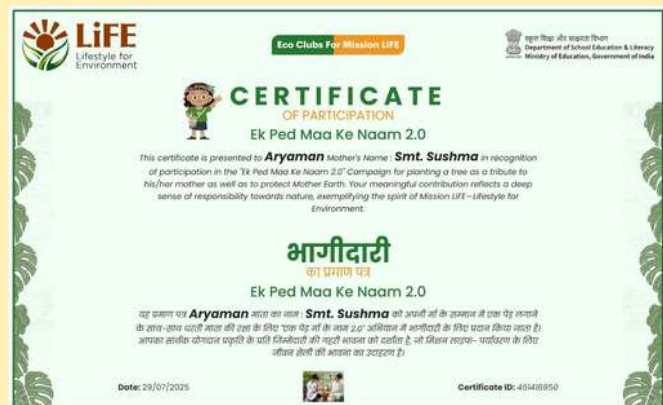 LiFE
Lifestyle for
Environment
Eco Clubs For Mission LiFE
स्कूल शिक्षा और साक्षरता विभाग
Department of School Education & Literacy
Ministry of Education, Government of India
CERTIFICATE
OF PARTICIPATION
Ek Ped Maa Ke Naam 2.0
This certificate is presented to Aryaman Mother's Name : Smt. Sushma in recognition
of participation in the "Ek Ped Maa Ke Naam 2.0" Campaign for planting a tree as a tribute to
his/her mother as well as to protect Mother Earth. Your meaningful contribution reflects a deep
sense of responsibility towards nature, exemplifying the spirit of Mission LiFE–Lifestyle for
Environment.
भागीदारी
का प्रमाण पत्र
Ek Ped Maa Ke Naam 2.0
यह प्रमाण पत्र Aryaman माता का नाम : Smt. Sushma को अपनी माँ के सम्मान में एक पेड़ लगाने
के साथ-साथ धरती माता की रक्षा के लिए "एक पेड़ माँ के नाम 2.0" अभियान में भागीदारी के लिए प्रदान किया जाता है।
आपका सार्थक योगदान प्रकृति के प्रति जिम्मेदारी की गहरी भावना को दर्शाता है, जो मिशन लाइफ- पर्यावरण के लिए
जीवन शैली की भावना का उदाहरण है।
Date: 29/07/2025
Certificate ID: 451416950